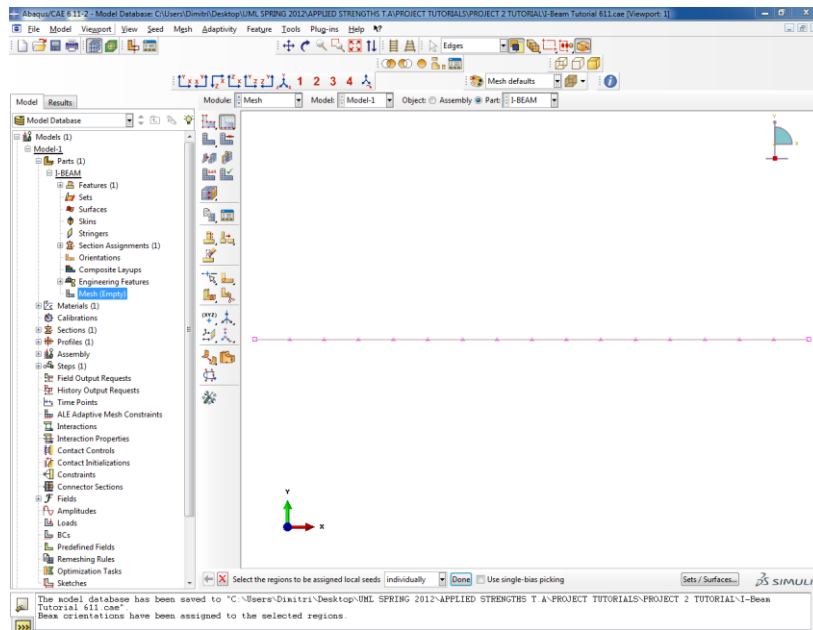 Abaqus/CAE 6.11-2 - Model Database: C:\Users\Dimitri\Desktop\UML SPRING 2012\APPLIED STRENGTHS T.A\PROJECT TUTORIALS\PROJECT 2 TUTORIAL\I-Beam Tutorial 611.cae [Viewport: 1]
File Model Viewport View Seed Mesh Adaptivity Feature Tools Plug-ins Help
Edges
1 2 3 4
Mesh defaults
Model Results
Module: Mesh Model: Model-1 Object: Assembly Part: I-BEAM
Model Database
Models (1)
Model-1
Parts (1)
I-BEAM
Features (1)
Sets
Surfaces
Skins
Stringers
Section Assignments (1)
Orientations
Composite Layups
Engineering Features
Mesh (Empty)
Materials (1)
Calibrations
Sections (1)
Profiles (1)
Assembly
Steps (1)
Field Output Requests
History Output Requests
Time Points
ALE Adaptive Mesh Constraints
Interactions
Interaction Properties
Contact Controls
Contact Initializations
Constraints
Connector Sections
Fields
Amplitudes
Loads
BCs
Predefined Fields
Remeshing Rules
Optimization Tasks
Sketches
(XYZ)
Y
X
Y
X
Select the regions to be assigned local seeds individually Done Use single-bias picking Sets / Surfaces...
SIMULI
The model database has been saved to "C:\Users\Dimitri\Desktop\UML SPRING 2012\APPLIED STRENGTHS T.A\PROJECT TUTORIALS\PROJECT 2 TUTORIAL\I-Beam
Tutorial 611.cae".
Beam orientations have been assigned to the selected regions.
>>>